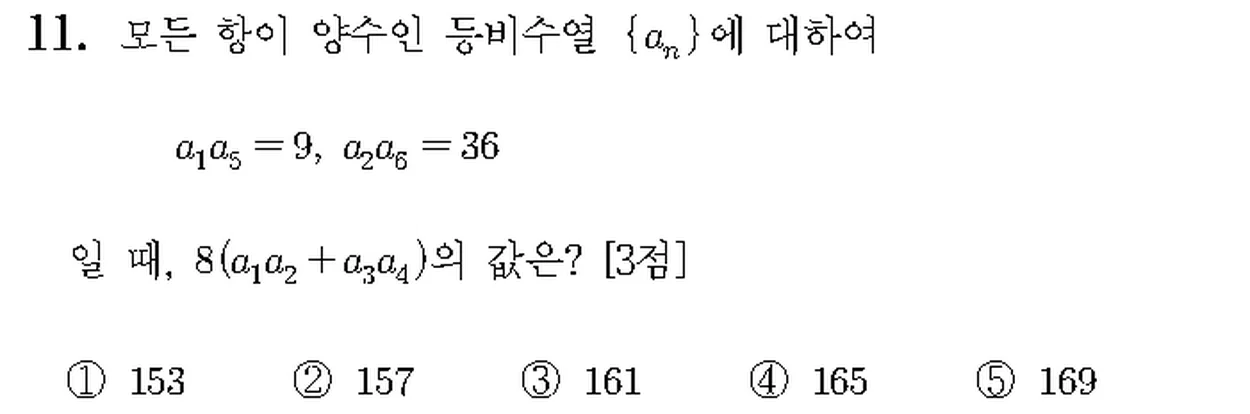 11. 모든 항이 양수인 등비수열 {aₙ}에 대하여
a₁a₅ = 9, a₂a₆ = 36
일 때, 8(a₁a₂ + a₃a₄)의 값은? [3점]
① 153 ② 157 ③ 161 ④ 165 ⑤ 169